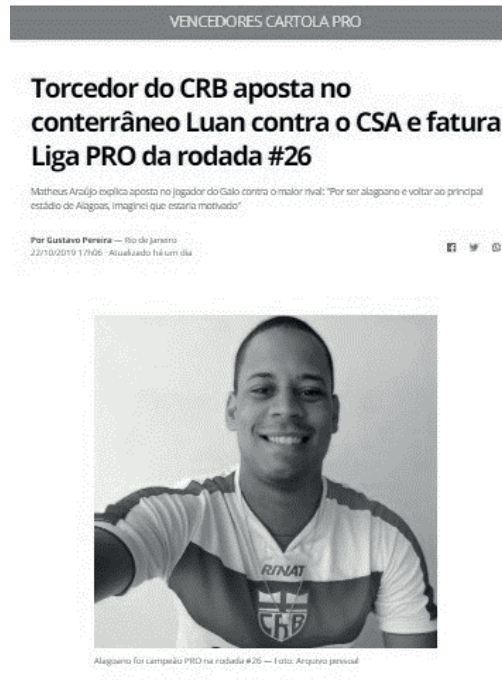 VENCEDORES CARTOLA PRO
Torcedor do CRB aposta no
conterrâneo Luan contra o CSA e fatura
Liga PRO da rodada #26
Matheus Araújo explica aposta no jogador do Galo contra o maior rival: "Por ser alagoano e voltar ao principal
estádio de Alagoas, imaginei que estaria motivado"
Por Gustavo Pereira — Rio de Janeiro
22/10/2019 17h06 · Atualizado há um dia
RINAT
CRB
Alagoano foi campeão PRO na rodada #26 — Foto: Arquivo pessoal